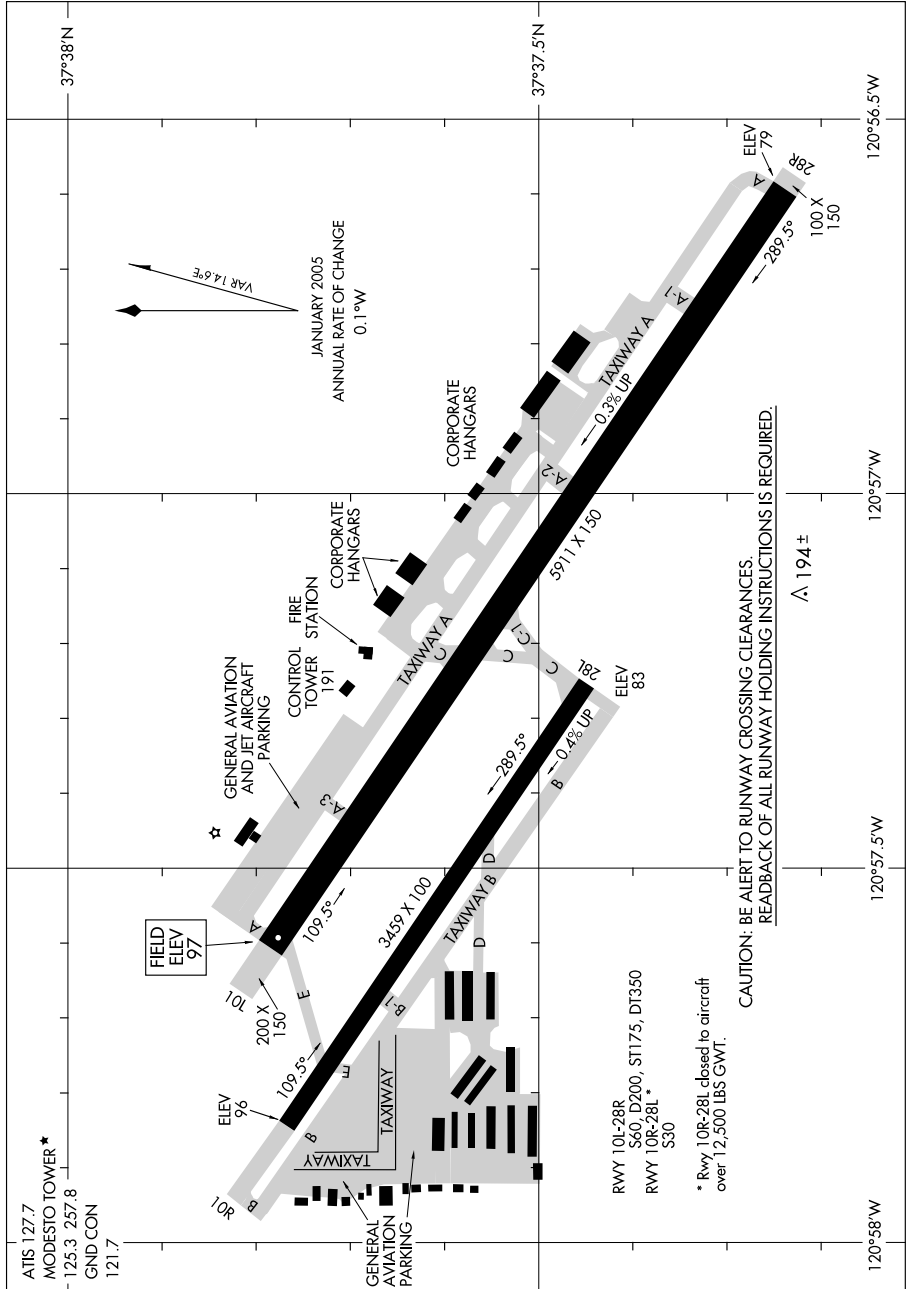 ATIS 127.7
MODESTO TOWER★
125.3 257.8
GND CON
121.7
37°38'N
37°37.5'N
VAR 14.6°E
JANUARY 2005
ANNUAL RATE OF CHANGE
0.1°W
FIELD
ELEV
97
GENERAL AVIATION
AND JET AIRCRAFT
PARKING
CONTROL
TOWER
191
FIRE
STATION
CORPORATE
HANGARS
CORPORATE
HANGARS
10L
200 X
150
A
A-3
109.5°
TAXIWAY A
C
5911 X 150
A-2
0.3% UP
TAXIWAY A
A-1
289.5°
A
ELEV
79
28R
100 X
150
E
E
10R
B
B
ELEV
96
109.5°
B-1
3459 X 100
TAXIWAY B
D
D
289.5°
0.4% UP
B
28L
ELEV
83
C
C
C-1
TAXIWAY
TAXIWAY
GENERAL
AVIATION
PARKING
RWY 10L-28R
S60, D200, ST175, DT350
RWY 10R-28L *
S30
* Rwy 10R-28L closed to aircraft
over 12,500 LBS GWT.
CAUTION: BE ALERT TO RUNWAY CROSSING CLEARANCES.
READBACK OF ALL RUNWAY HOLDING INSTRUCTIONS IS REQUIRED.
194±
120°58'W
120°57.5'W
120°57'W
120°56.5'W